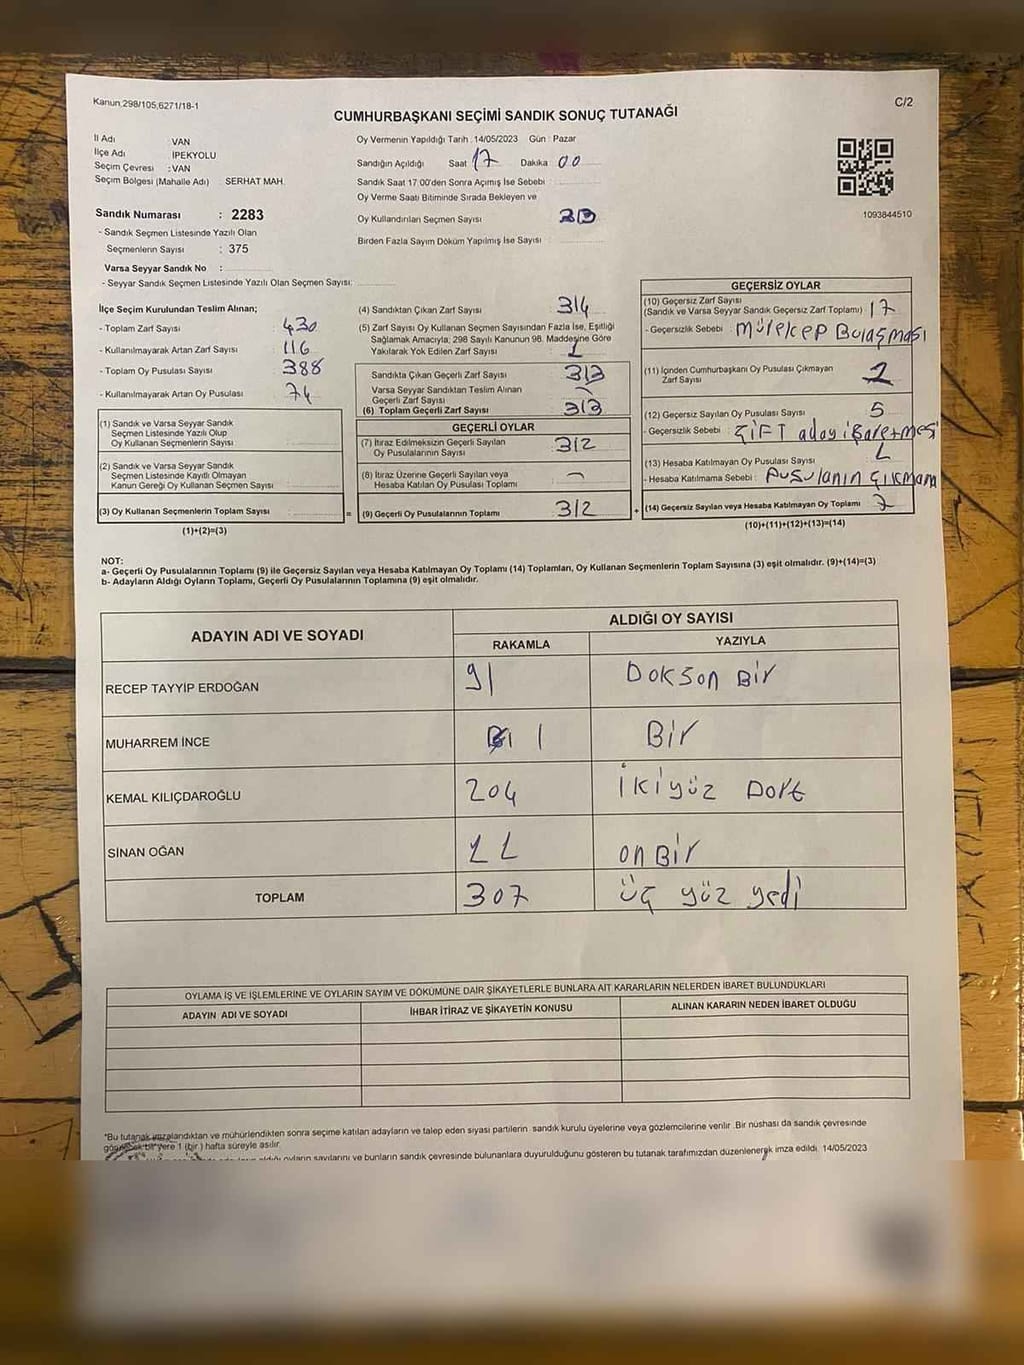 Kanun,298/105,6271/18-1
C/2
CUMHURBAŞKANI SEÇİMİ SANDIK SONUÇ TUTANAĞI
İl Adı VAN
İlçe Adı İPEKYOLU
Seçim Çevresi : VAN
Seçim Bölgesi (Mahalle Adı) SERHAT MAH.
Sandık Numarası : 2283
- Sandık Seçmen Listesinde Yazılı Olan
Seçmenlerin Sayısı : 375
Varsa Seyyar Sandık No :
- Seyyar Sandık Seçmen Listesinde Yazılı Olan Seçmen Sayısı:
Oy Vermenin Yapıldığı Tarih : 14/05/2023 Gün : Pazar
Sandığın Açıldığı Saat 17 Dakika 00
Sandık Saat 17:00'den Sonra Açımış İse Sebebi :
Oy Verme Saati Bitiminde Sırada Bekleyen ve
Oy Kullandırılan Seçmen Sayısı
Birden Fazla Sayım Döküm Yapılmış İse Sayısı :
1093844510
İlçe Seçim Kurulundan Teslim Alınan;
- Toplam Zarf Sayısı 430
- Kullanılmayarak Artan Zarf Sayısı 116
- Toplam Oy Pusulası Sayısı 388
- Kullanılmayarak Artan Oy Pusulası 74
(1) Sandık ve Varsa Seyyar Sandık
Seçmen Listesinde Yazılı Olup
Oy Kullanan Seçmenlerin Sayısı
(2) Sandık ve Varsa Seyyar Sandık
Seçmen Listesinde Kayıtlı Olmayan
Kanun Gereği Oy Kullanan Seçmen Sayısı
(3) Oy Kullanan Seçmenlerin Toplam Sayısı
(1)+(2)=(3)
(4) Sandıktan Çıkan Zarf Sayısı 314
(5) Zarf Sayısı Oy Kullanan Seçmen Sayısından Fazla İse, Eşitliği
Sağlamak Amacıyla; 298 Sayılı Kanunun 98. Maddesine Göre
Yakılarak Yok Edilen Zarf Sayısı 1
Sandıkta Çıkan Geçerli Zarf Sayısı 313
Varsa Seyyar Sandıktan Teslim Alınan
Geçerli Zarf Sayısı -
(6) Toplam Geçerli Zarf Sayısı 313
GEÇERLİ OYLAR
(7) İtiraz Edilmeksizin Geçerli Sayılan
Oy Pusulalarının Sayısı 312
(8) İtiraz Üzerine Geçerli Sayılan veya
Hesaba Katılan Oy Pusulası Toplamı -
= (9) Geçerli Oy Pusulalarının Toplamı 312 +
GEÇERSİZ OYLAR
(10) Geçersiz Zarf Sayısı
(Sandık ve Varsa Seyyar Sandık Geçersiz Zarf Toplamı) 17
- Geçersizlik Sebebi : mürekcep Bulaşması
(11) İçinden Cumhurbaşkanı Oy Pusulası Çıkmayan
Zarf Sayısı
(12) Geçersiz Sayılan Oy Pusulası Sayısı 5
- Geçersizlik Sebebi : ÇiFT aday işaretmesi
(13) Hesaba Katılmayan Oy Pusulası Sayısı 1
- Hesaba Katılmama Sebebi : Pusulanın Çıkmama
(14) Geçersiz Sayılan veya Hesaba Katılmayan Oy Toplamı 7
(10)+(11)+(12)+(13)=(14)
NOT:
a- Geçerli Oy Pusulalarının Toplamı (9) ile Geçersiz Sayılan veya Hesaba Katılmayan Oy Toplamı (14) Toplamları, Oy Kullanan Seçmenlerin Toplam Sayısına (3) eşit olmalıdır. (9)+(14)=(3)
b- Adayların Aldığı Oyların Toplamı, Geçerli Oy Pusulalarının Toplamına (9) eşit olmalıdır.
ADAYIN ADI VE SOYADI
ALDIĞI OY SAYISI
RAKAMLA YAZIYLA
RECEP TAYYİP ERDOĞAN 91 Dokson Bir
MUHARREM İNCE 1 Bir
KEMAL KILIÇDAROĞLU 204 İkiyüz Dort
SİNAN OĞAN 11 on Bir
TOPLAM 307 üç yüz yedi
OYLAMA İŞ VE İŞLEMLERİNE VE OYLARIN SAYIM VE DÖKÜMÜNE DAİR ŞİKAYETLERLE BUNLARA AİT KARARLARIN NELERDEN İBARET BULUNDUKLARI
ADAYIN ADI VE SOYADI İHBAR İTİRAZ VE ŞİKAYETİN KONUSU ALINAN KARARIN NEDEN İBARET OLDUĞU
*Bu tutanak imzalandıktan ve mühürlendikten sonra seçime katılan adayların ve talep eden siyasi partilerin sandık kurulu üyelerine veya gözlemcilerine verilir. Bir nüshası da sandık çevresinde
bir yere 1 (bir) hafta süreyle asılır.
oyların sayılarını ve bunların sandık çevresinde bulunanlara duyurulduğunu gösteren bu tutanak tarafımızdan düzenlenerek imza edildi. 14/05/2023